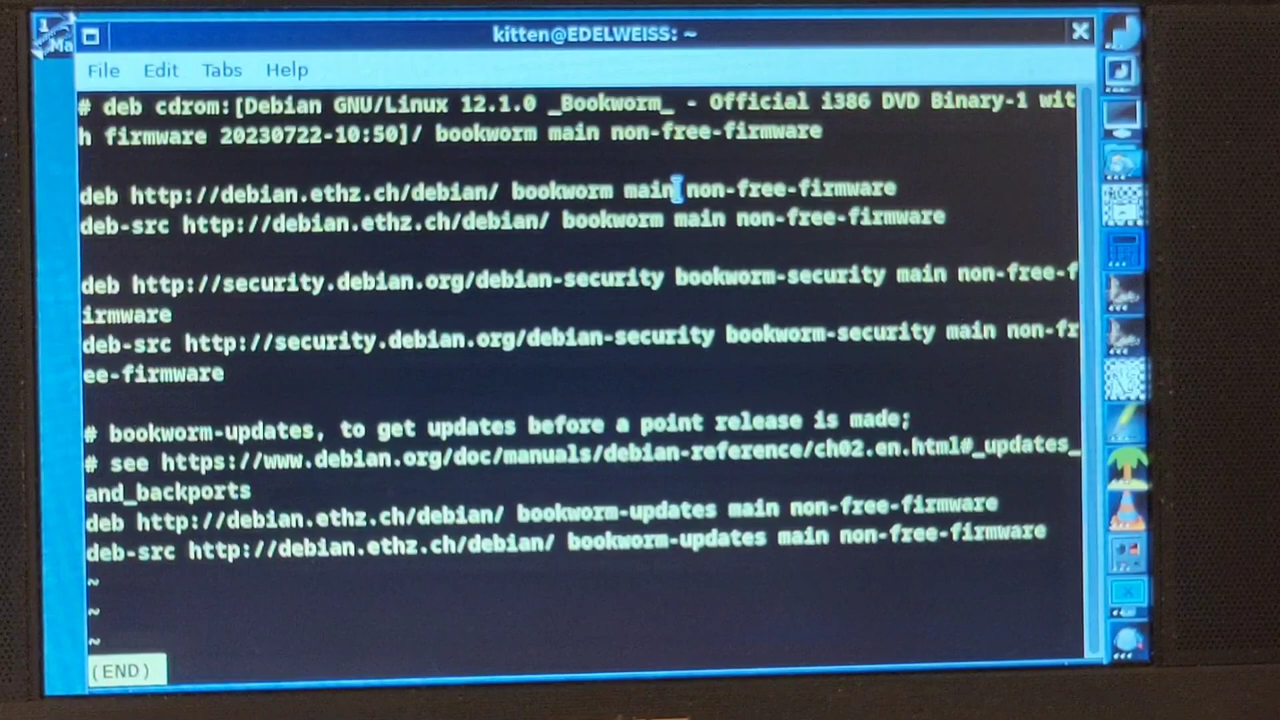 1
Ma
kitten@EDELWEISS: ~
File Edit Tabs Help
# deb cdrom:[Debian GNU/Linux 12.1.0 _Bookworm_ - Official i386 DVD Binary-1 wit
h firmware 20230722-10:50]/ bookworm main non-free-firmware
deb http://debian.ethz.ch/debian/ bookworm main non-free-firmware
deb-src http://debian.ethz.ch/debian/ bookworm main non-free-firmware
deb http://security.debian.org/debian-security bookworm-security main non-free-f
irmware
deb-src http://security.debian.org/debian-security bookworm-security main non-fr
ee-firmware
# bookworm-updates, to get updates before a point release is made;
# see https://www.debian.org/doc/manuals/debian-reference/ch02.en.html#_updates_
and_backports
deb http://debian.ethz.ch/debian/ bookworm-updates main non-free-firmware
deb-src http://debian.ethz.ch/debian/ bookworm-updates main non-free-firmware
~
~
~
(END)